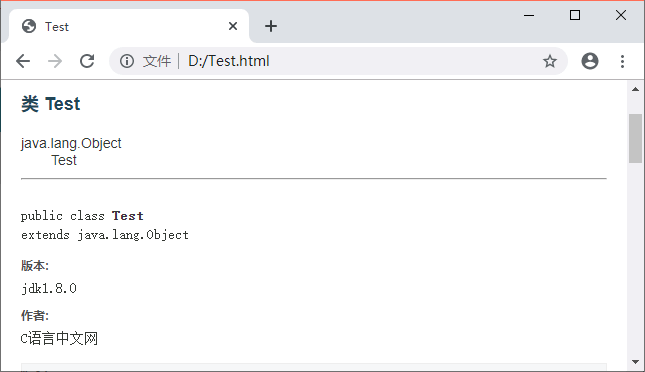 Test
文件 | D:/Test.html
类 Test
java.lang.Object
Test
public class Test
extends java.lang.Object
版本:
jdk1.8.0
作者:
C语言中文网